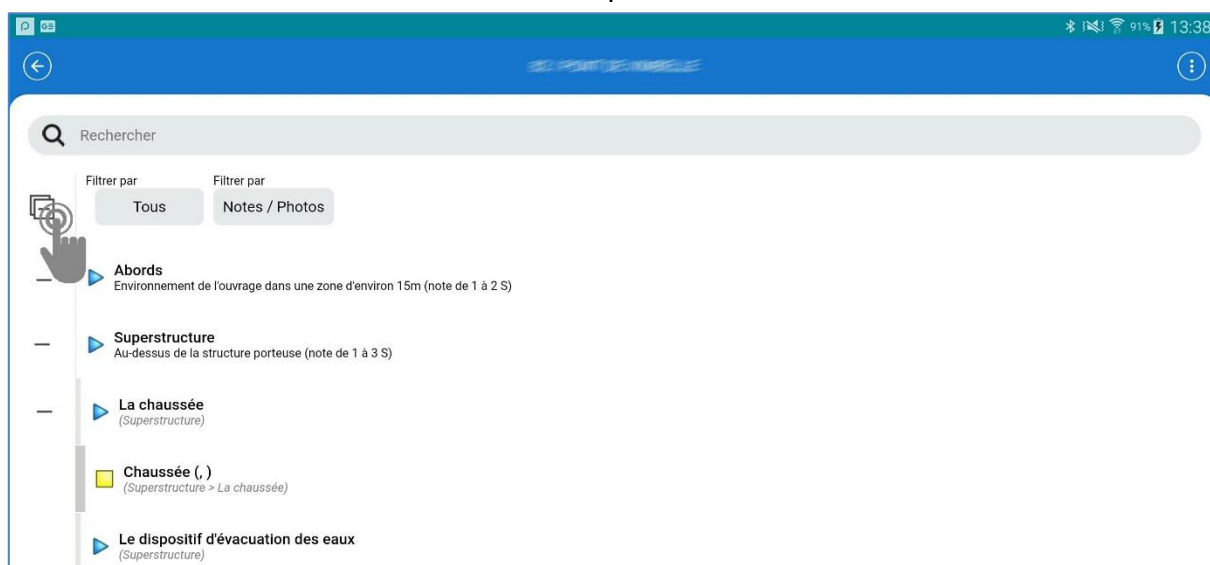 91% 13:38
Rechercher
Filtrer par Filtrer par
Tous Notes / Photos
Abords
Environnement de l'ouvrage dans une zone d'environ 15m (note de 1 à 2 S)
Superstructure
Au-dessus de la structure porteuse (note de 1 à 3 S)
La chaussée
(Superstructure)
Chaussée (, )
(Superstructure > La chaussée)
Le dispositif d'évacuation des eaux
(Superstructure)